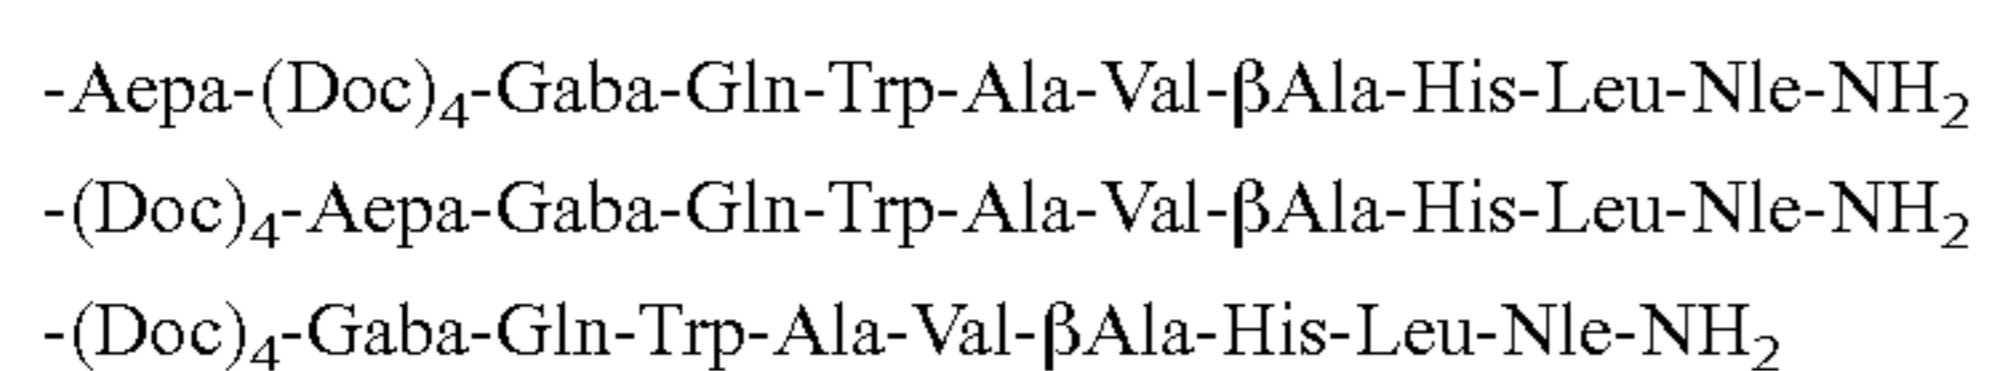 -Aepa-(Doc)₄-Gaba-Gln-Trp-Ala-Val-βAla-His-Leu-Nle-NH₂
-(Doc)₄-Aepa-Gaba-Gln-Trp-Ala-Val-βAla-His-Leu-Nle-NH₂
-(Doc)₄-Gaba-Gln-Trp-Ala-Val-βAla-His-Leu-Nle-NH₂